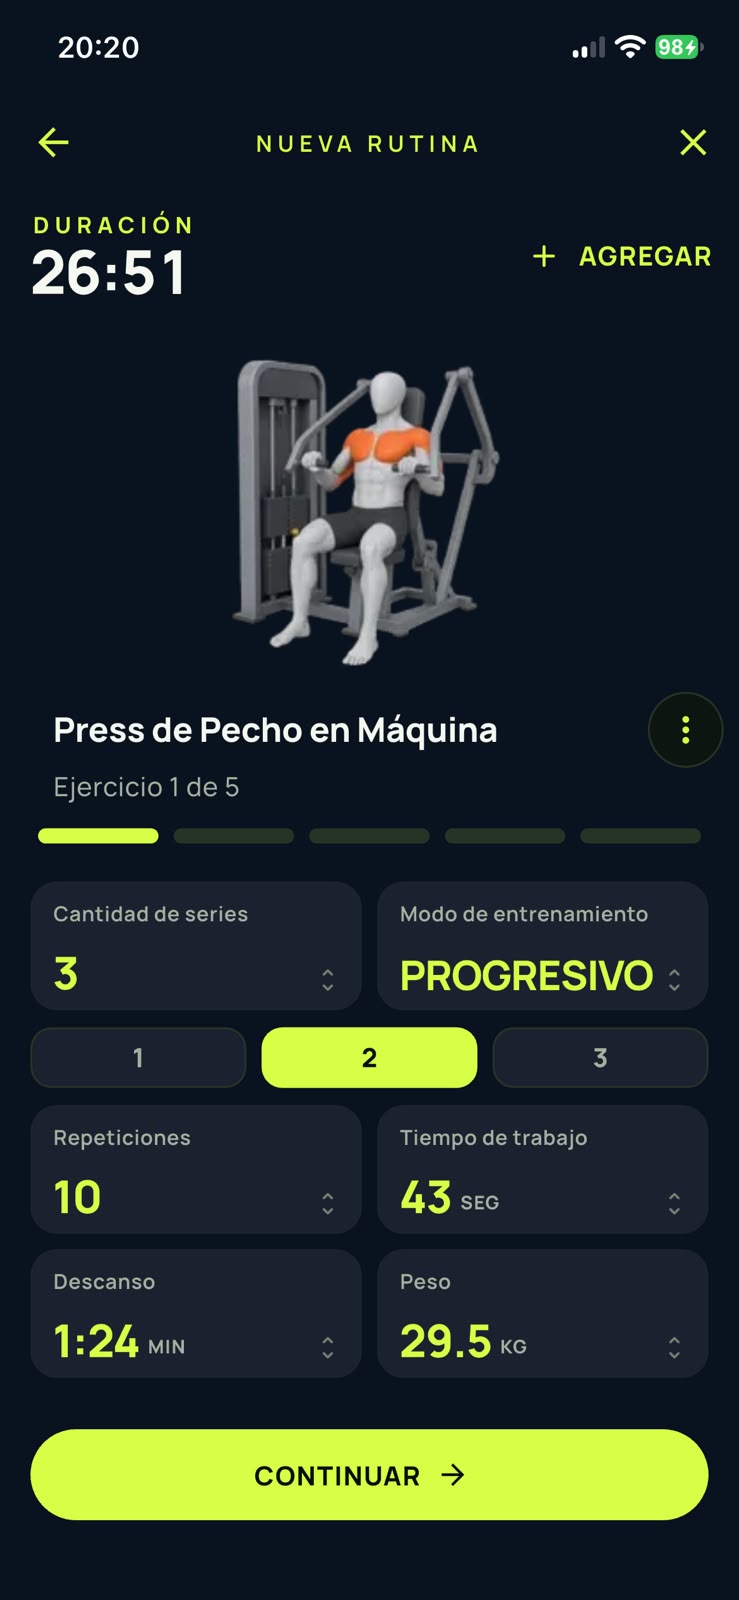 20:20
98
NUEVA RUTINA
DURACIÓN
26:51
+ AGREGAR
Press de Pecho en Máquina
Ejercicio 1 de 5
Cantidad de series
3
Modo de entrenamiento
PROGRESIVO
1 2 3
Repeticiones
10
Tiempo de trabajo
43 SEG
Descanso
1:24 MIN
Peso
29.5 KG
CONTINUAR →